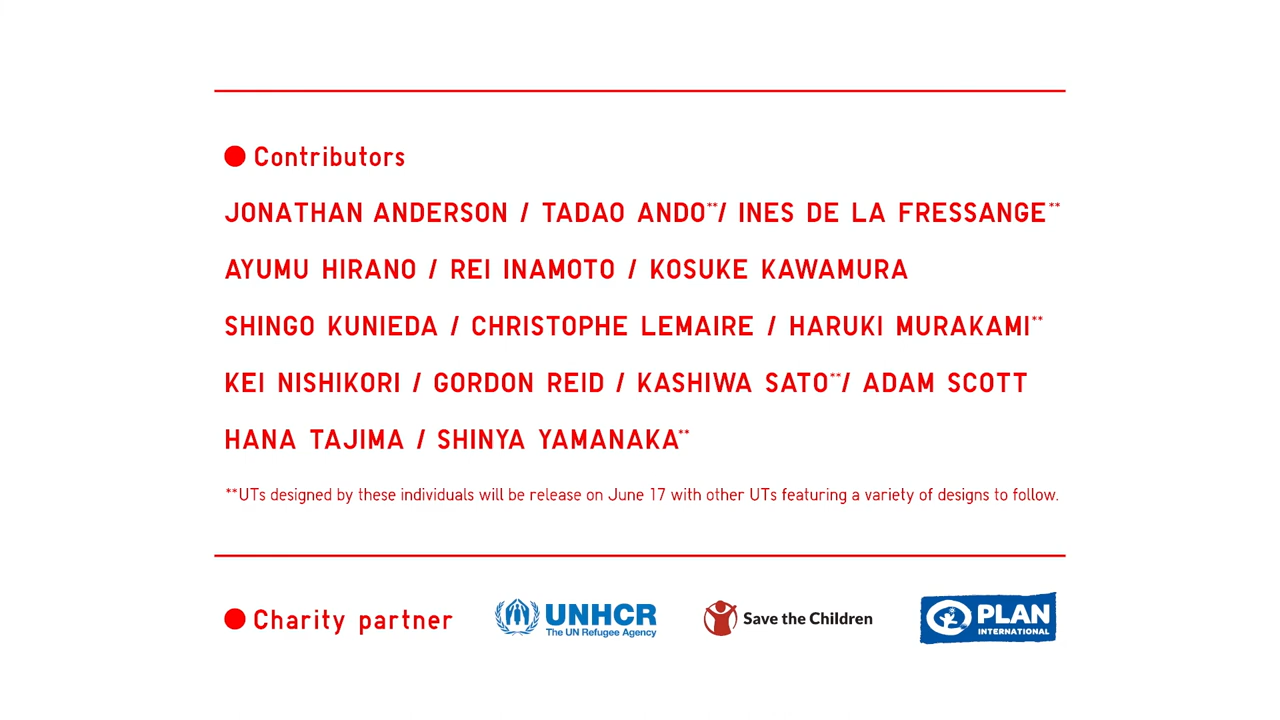 Contributors
JONATHAN ANDERSON / TADAO ANDO**/ INES DE LA FRESSANGE**
AYUMU HIRANO / REI INAMOTO / KOSUKE KAWAMURA
SHINGO KUNIEDA / CHRISTOPHE LEMAIRE / HARUKI MURAKAMI**
KEI NISHIKORI / GORDON REID / KASHIWA SATO**/ ADAM SCOTT
HANA TAJIMA / SHINYA YAMANAKA**
**UTs designed by these individuals will be release on June 17 with other UTs featuring a variety of designs to follow.
Charity partner
UNHCR
The UN Refugee Agency
Save the Children
PLAN
INTERNATIONAL